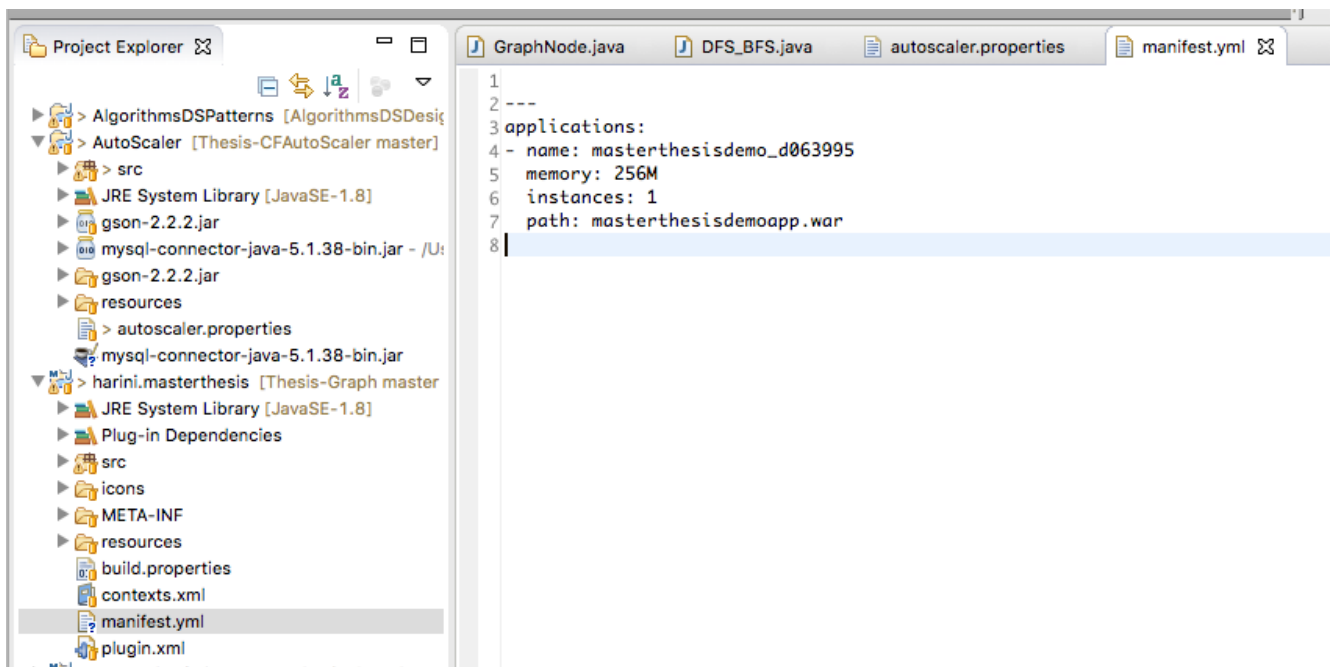 Project Explorer
> AlgorithmsDSPatterns [AlgorithmsDSDesig
> AutoScaler [Thesis-CFAutoScaler master]
> src
JRE System Library [JavaSE-1.8]
gson-2.2.2.jar
mysql-connector-java-5.1.38-bin.jar - /Us
gson-2.2.2.jar
resources
> autoscaler.properties
mysql-connector-java-5.1.38-bin.jar
> harini.masterthesis [Thesis-Graph master
JRE System Library [JavaSE-1.8]
Plug-in Dependencies
src
icons
META-INF
resources
build.properties
contexts.xml
manifest.yml
plugin.xml
GraphNode.java DFS_BFS.java autoscaler.properties manifest.yml
1
2 ---
3 applications:
4 - name: masterthesisdemo_d063995
5 memory: 256M
6 instances: 1
7 path: masterthesisdemoapp.war
8